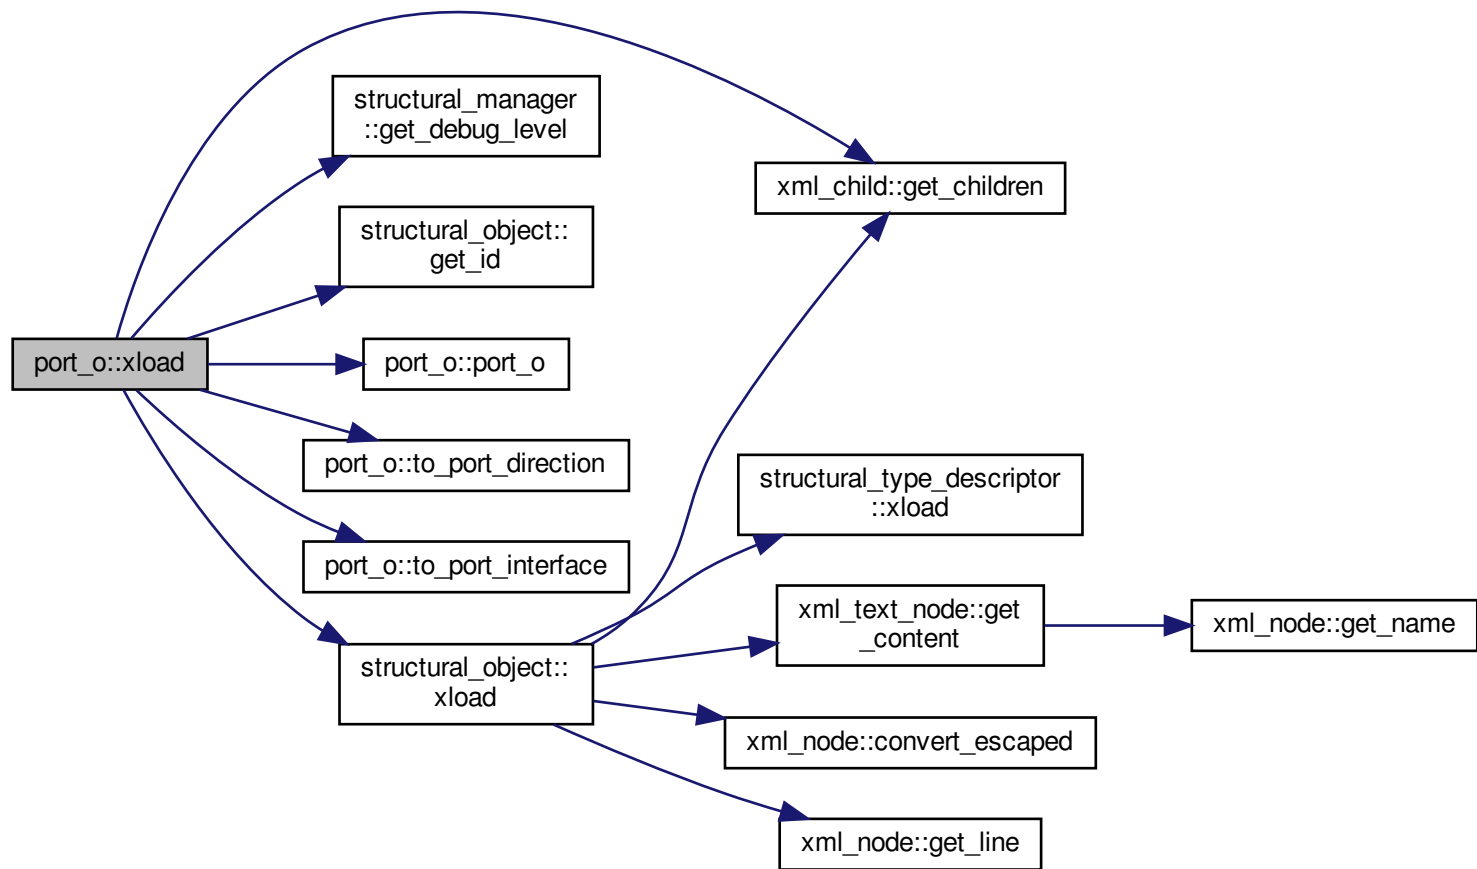 structural_manager
::get_debug_level
xml_child::get_children
structural_object::
get_id
port_o::xload
port_o::port_o
port_o::to_port_direction
structural_type_descriptor
::xload
port_o::to_port_interface
xml_text_node::get
_content
xml_node::get_name
structural_object::
xload
xml_node::convert_escaped
xml_node::get_line